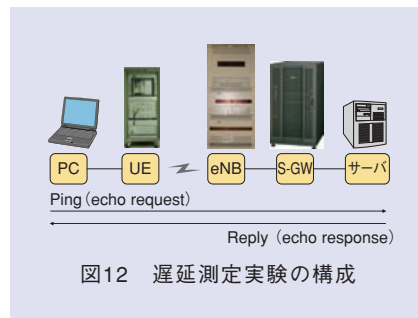 PC UE eNB S-GW サーバ
Ping(echo request)
Reply (echo response)
図12 遅延測定実験の構成